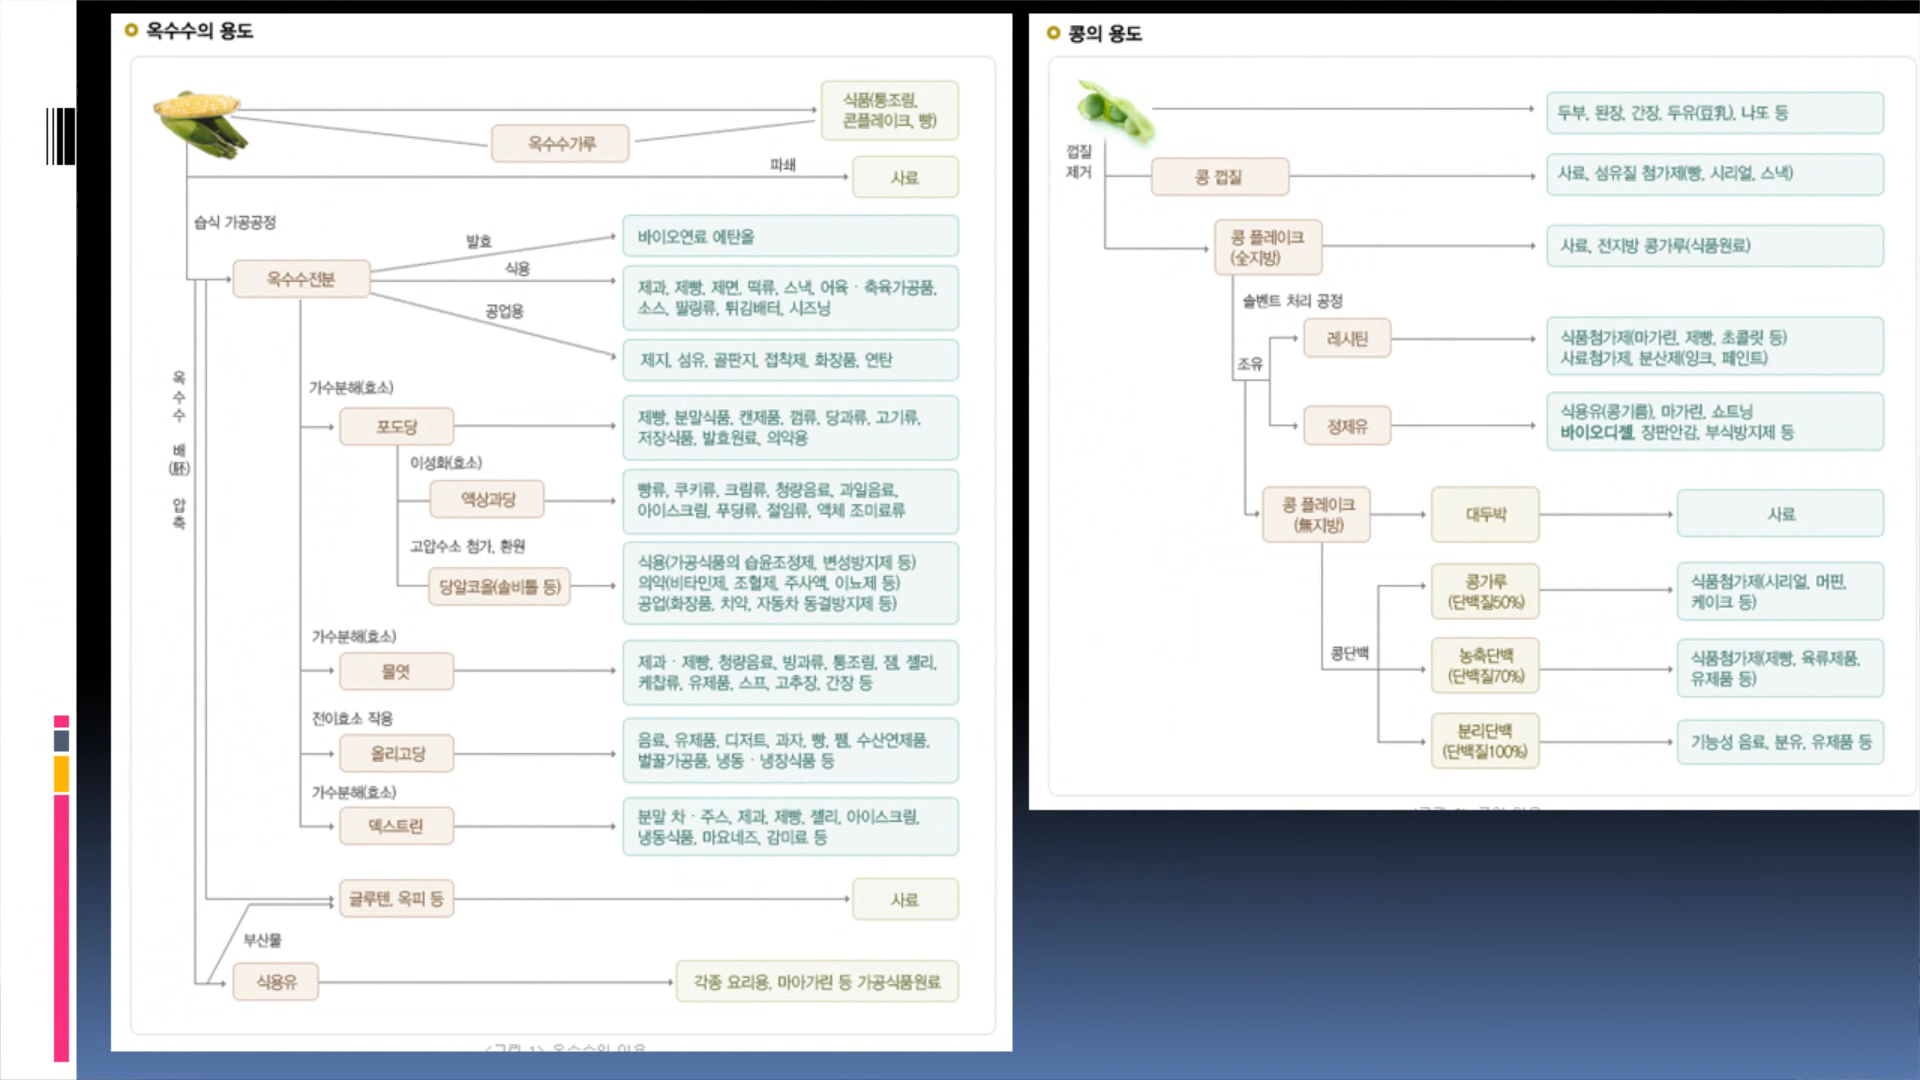 옥수수의 용도
식품(통조림,
콘플레이크, 빵)
옥수수가루
파쇄
사료
습식 가공공정
발효
바이오연료 에탄올
식용
옥수수전분
제과, 제빵, 제면, 떡류, 스낵, 어육 · 축육가공품,
소스, 필링류, 튀김배터, 시즈닝
공업용
제지, 섬유, 골판지, 접착제, 화장품, 연탄
옥수수 배(胚) 압축
가수분해(효소)
포도당
제빵, 분말식품, 캔제품, 껌류, 당과류, 고기류,
저장식품, 발효원료, 의약용
이성화(효소)
액상과당
빵류, 쿠키류, 크림류, 청량음료, 과일음료,
아이스크림, 푸딩류, 절임류, 액체 조미료류
고압수소 첨가, 환원
당알코올(솔비톨 등)
식용(가공식품의 습윤조정제, 변성방지제 등)
의약(비타민제, 조혈제, 주사액, 이뇨제 등)
공업(화장품, 치약, 자동차 동결방지제 등)
가수분해(효소)
물엿
제과 · 제빵, 청량음료, 빙과류, 통조림, 잼, 젤리,
케찹류, 유제품, 스프, 고추장, 간장 등
전이효소 작용
올리고당
음료, 유제품, 디저트, 과자, 빵, 쨈, 수산연제품,
벌꿀가공품, 냉동 · 냉장식품 등
가수분해(효소)
덱스트린
분말 차 · 주스, 제과, 제빵, 젤리, 아이스크림,
냉동식품, 마요네즈, 감미료 등
글루텐, 옥피 등
사료
부산물
식용유
각종 요리용, 마아가린 등 가공식품원료
콩의 용도
두부, 된장, 간장, 두유(豆乳), 나또 등
껍질
제거
콩 껍질
사료, 섬유질 첨가제(빵, 시리얼, 스낵)
콩 플레이크
(全지방)
사료, 전지방 콩가루(식품원료)
솔벤트 처리 공정
레시틴
식품첨가제(마가린, 제빵, 초콜릿 등)
사료첨가제, 분산제(잉크, 페인트)
조유
정제유
식용유(콩기름), 마가린, 쇼트닝
바이오디젤, 장판안감, 부식방지제 등
콩 플레이크
(無지방)
대두박
사료
콩가루
(단백질50%)
식품첨가제(시리얼, 머핀,
케이크 등)
콩단백
농축단백
(단백질70%)
식품첨가제(제빵, 육류제품,
유제품 등)
분리단백
(단백질100%)
기능성 음료, 분유, 유제품 등